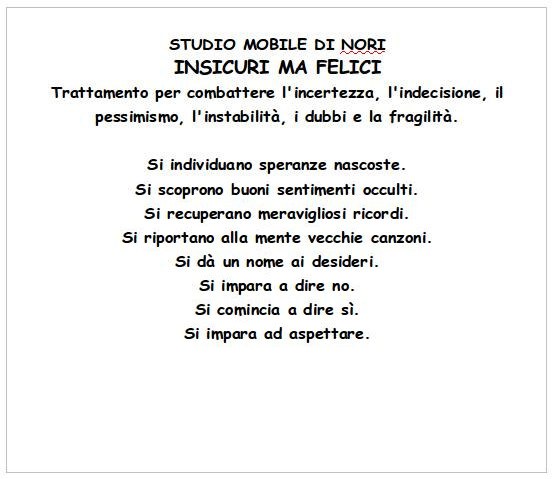 STUDIO MOBILE DI NORI
INSICURI MA FELICI
Trattamento per combattere l'incertezza, l'indecisione, il
pessimismo, l'instabilità, i dubbi e la fragilità.
Si individuano speranze nascoste.
Si scoprono buoni sentimenti occulti.
Si recuperano meravigliosi ricordi.
Si riportano alla mente vecchie canzoni.
Si dà un nome ai desideri.
Si impara a dire no.
Si comincia a dire sì.
Si impara ad aspettare.